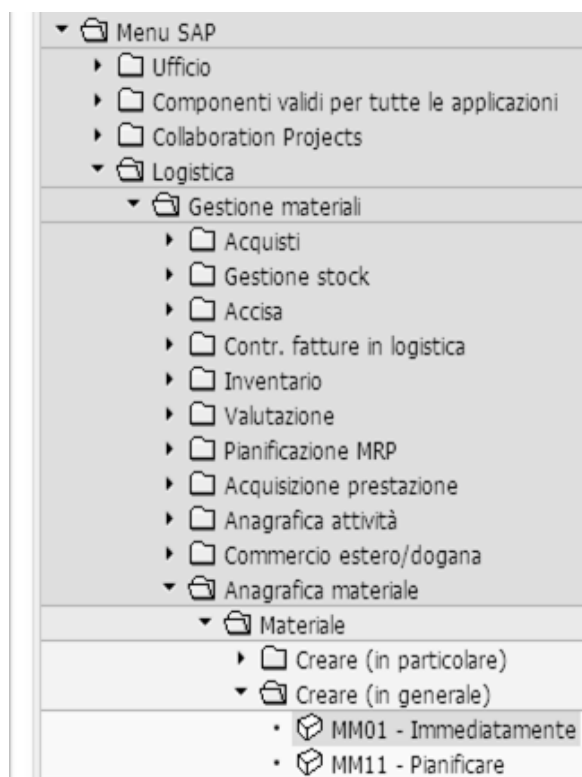 Menu SAP
Ufficio
Componenti validi per tutte le applicazioni
Collaboration Projects
Logistica
Gestione materiali
Acquisti
Gestione stock
Accisa
Contr. fatture in logistica
Inventario
Valutazione
Pianificazione MRP
Acquisizione prestazione
Anagrafica attività
Commercio estero/dogana
Anagrafica materiale
Materiale
Creare (in particolare)
Creare (in generale)
MM01 - Immediatamente
MM11 - Pianificare